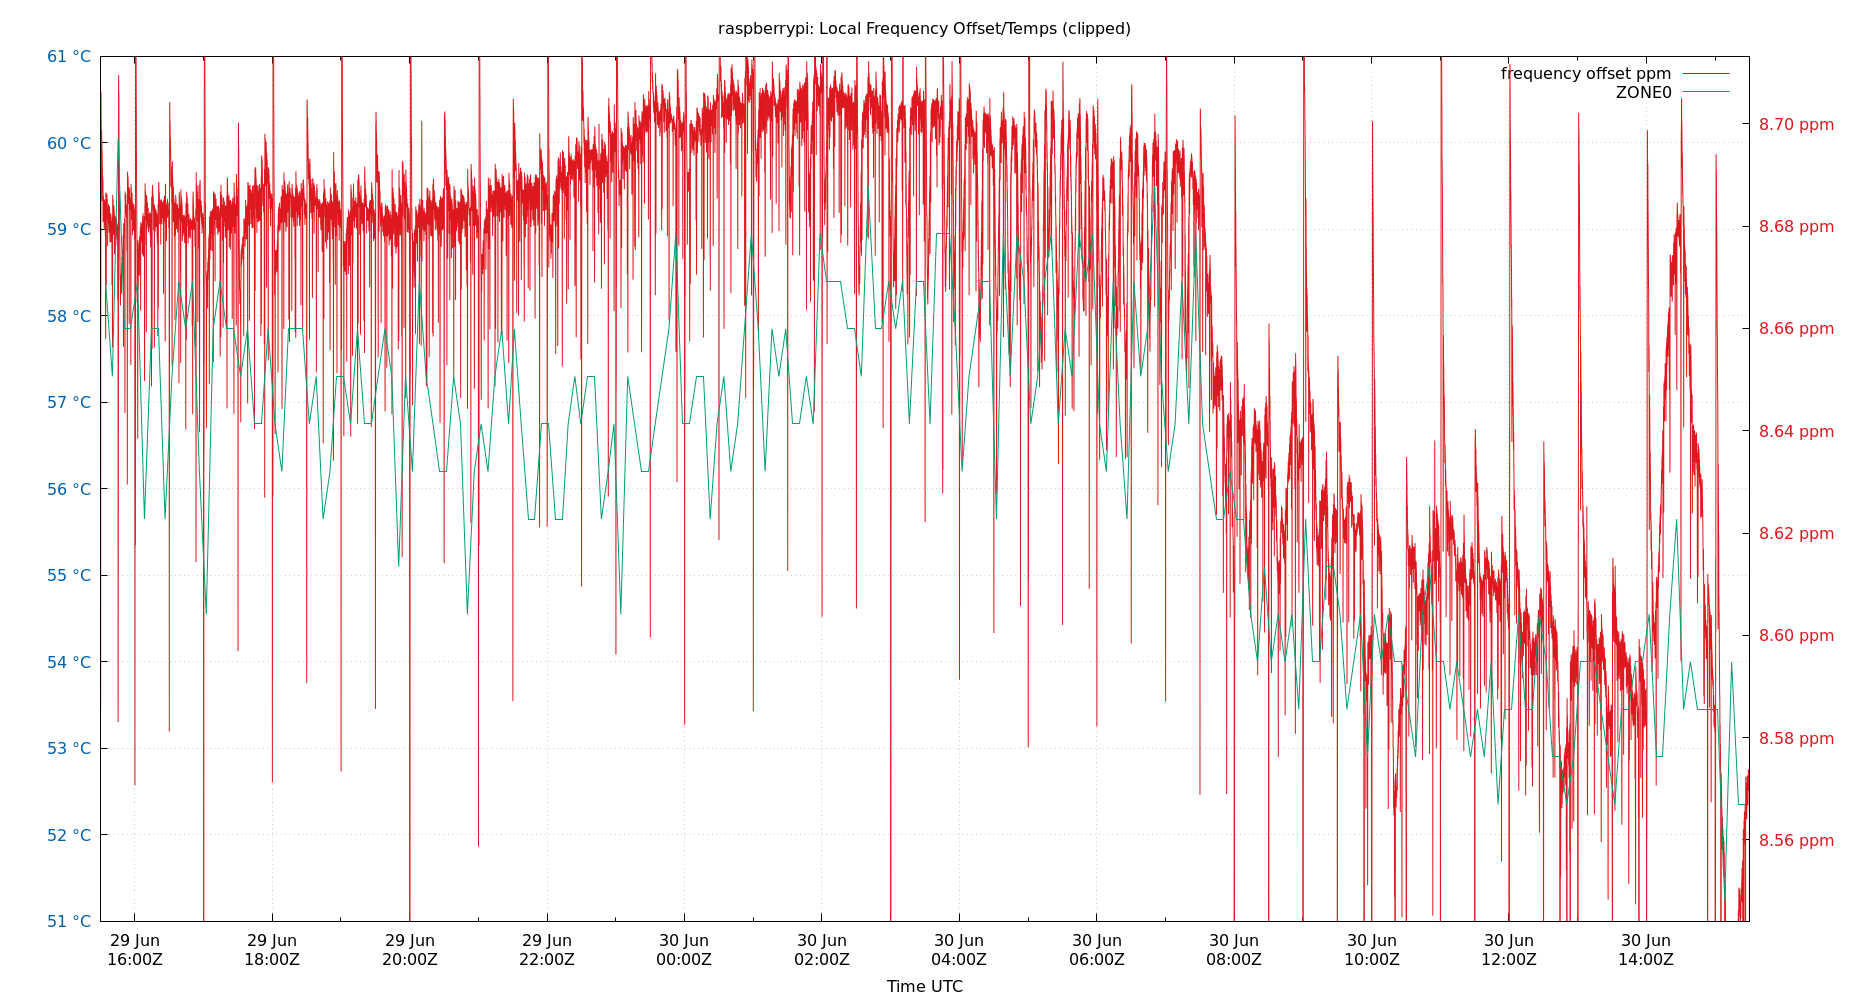 raspberrypi: Local Frequency Offset/Temps (clipped)
61 °C
60 °C
59 °C
58 °C
57 °C
56 °C
55 °C
54 °C
53 °C
52 °C
51 °C
frequency offset ppm
ZONE0
8.70 ppm
8.68 ppm
8.66 ppm
8.64 ppm
8.62 ppm
8.60 ppm
8.58 ppm
8.56 ppm
29 Jun
16:00Z
29 Jun
18:00Z
29 Jun
20:00Z
29 Jun
22:00Z
30 Jun
00:00Z
30 Jun
02:00Z
30 Jun
04:00Z
30 Jun
06:00Z
30 Jun
08:00Z
30 Jun
10:00Z
30 Jun
12:00Z
30 Jun
14:00Z
Time UTC